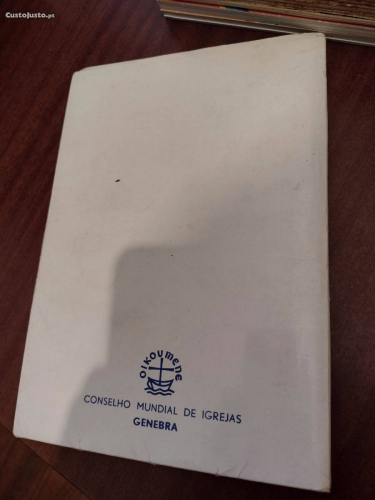 CustoJusto.pt
OIKOUMENE
CONSELHO MUNDIAL DE IGREJAS
GENEBRA